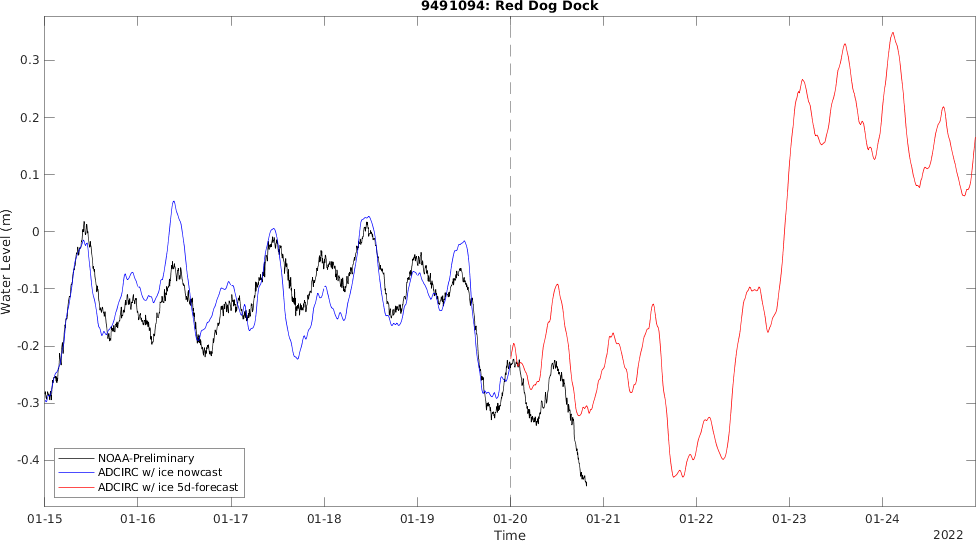 9491094: Red Dog Dock
Water Level (m)
0.3
0.2
0.1
0
-0.1
-0.2
-0.3
-0.4
NOAA-Preliminary
ADCIRC w/ ice nowcast
ADCIRC w/ ice 5d-forecast
01-15 01-16 01-17 01-18 01-19 01-20 01-21 01-22 01-23 01-24
Time
2022